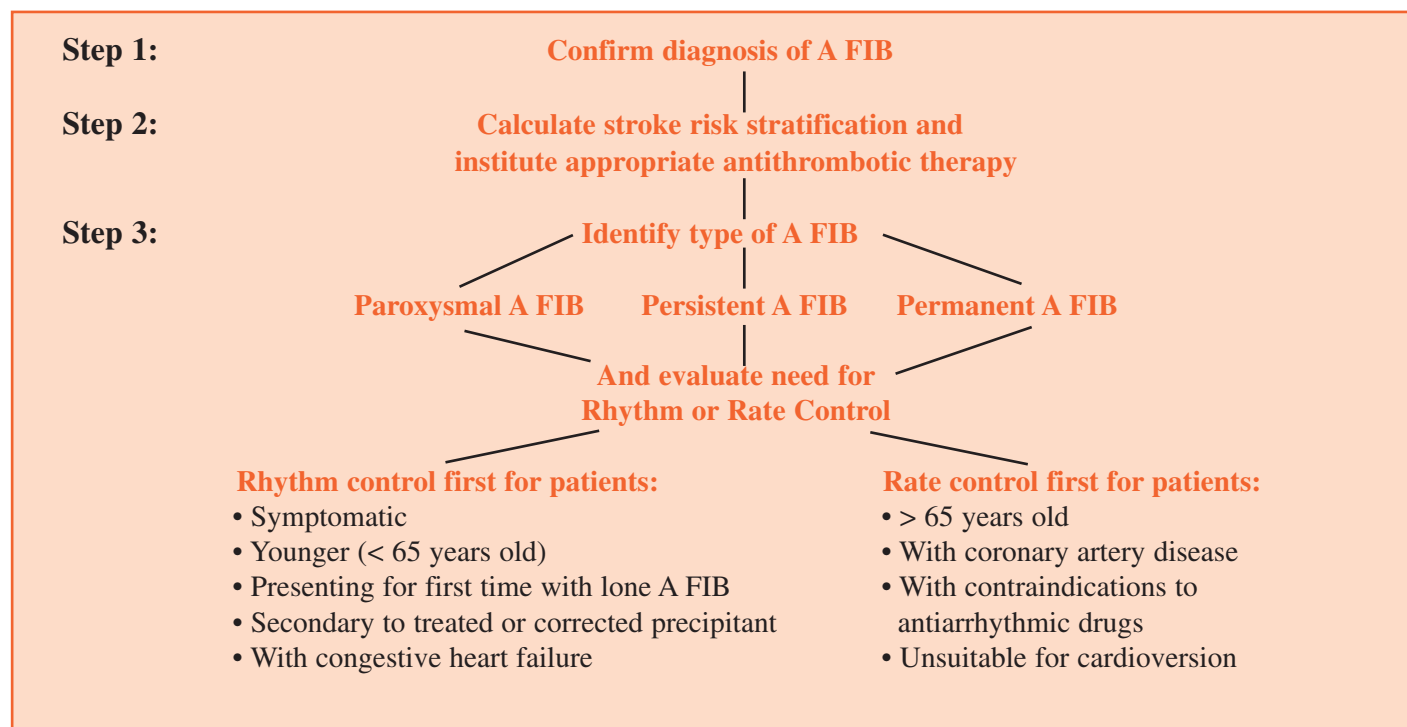 Step 1:
Confirm diagnosis of A FIB
Step 2:
Calculate stroke risk stratification and
institute appropriate antithrombotic therapy
Step 3:
Identify type of A FIB
Paroxysmal A FIB
Persistent A FIB
Permanent A FIB
And evaluate need for
Rhythm or Rate Control
Rhythm control first for patients:
• Symptomatic
• Younger (< 65 years old)
• Presenting for first time with lone A FIB
• Secondary to treated or corrected precipitant
• With congestive heart failure
Rate control first for patients:
• > 65 years old
• With coronary artery disease
• With contraindications to
antiarrhythmic drugs
• Unsuitable for cardioversion